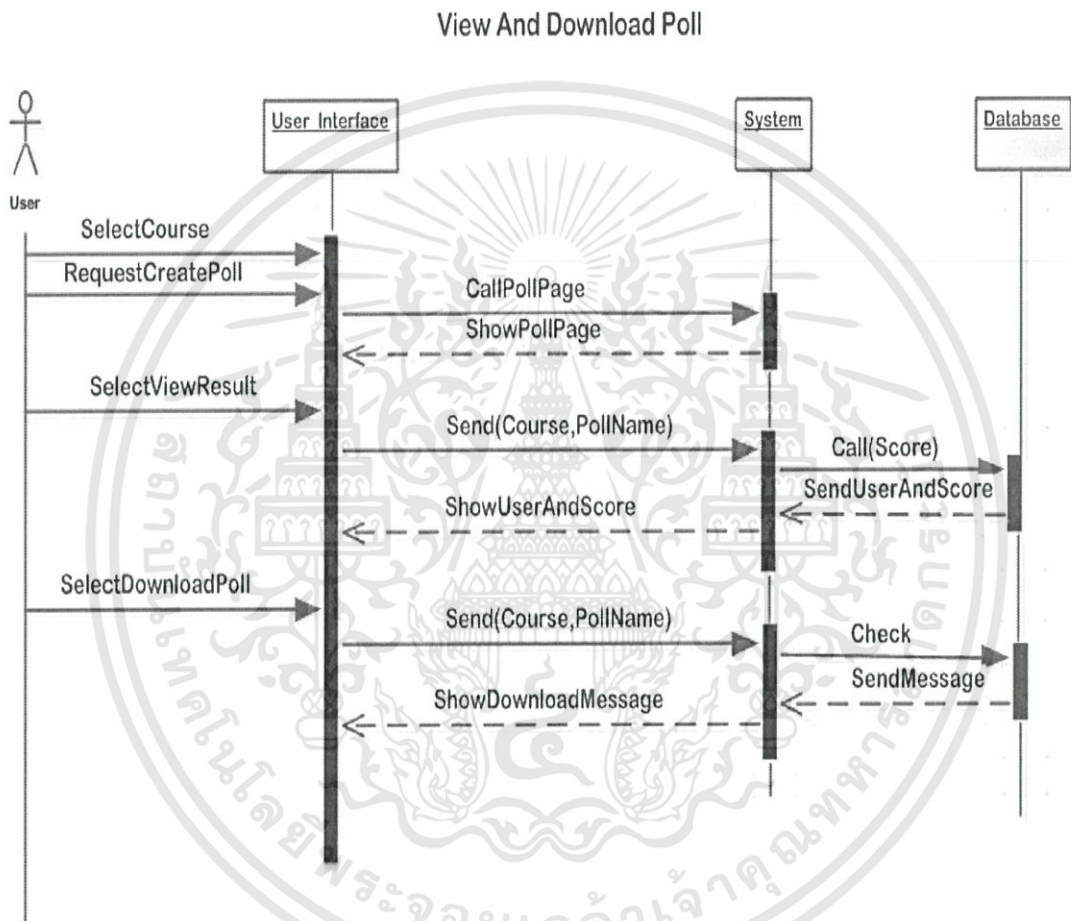 View And Download Poll
User Interface
System
Database
User
SelectCourse
RequestCreatePoll
CallPollPage
ShowPollPage
SelectViewResult
Send(Course,PollName)
Call(Score)
SendUserAndScore
ShowUserAndScore
SelectDownloadPoll
Send(Course,PollName)
Check
SendMessage
ShowDownloadMessage